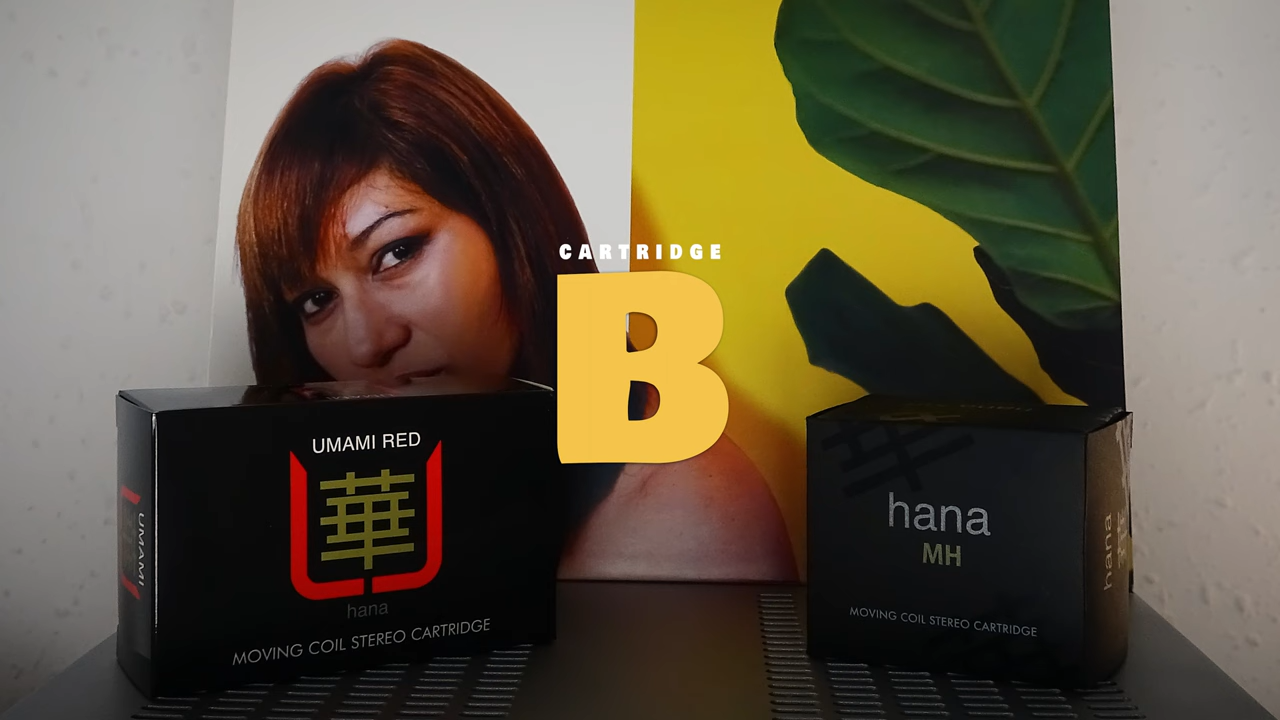 CARTRIDGE
B
UMAMI RED
華
hana
MOVING COIL STEREO CARTRIDGE
UMAMI
hana
MH
MOVING COIL STEREO CARTRIDGE
hana